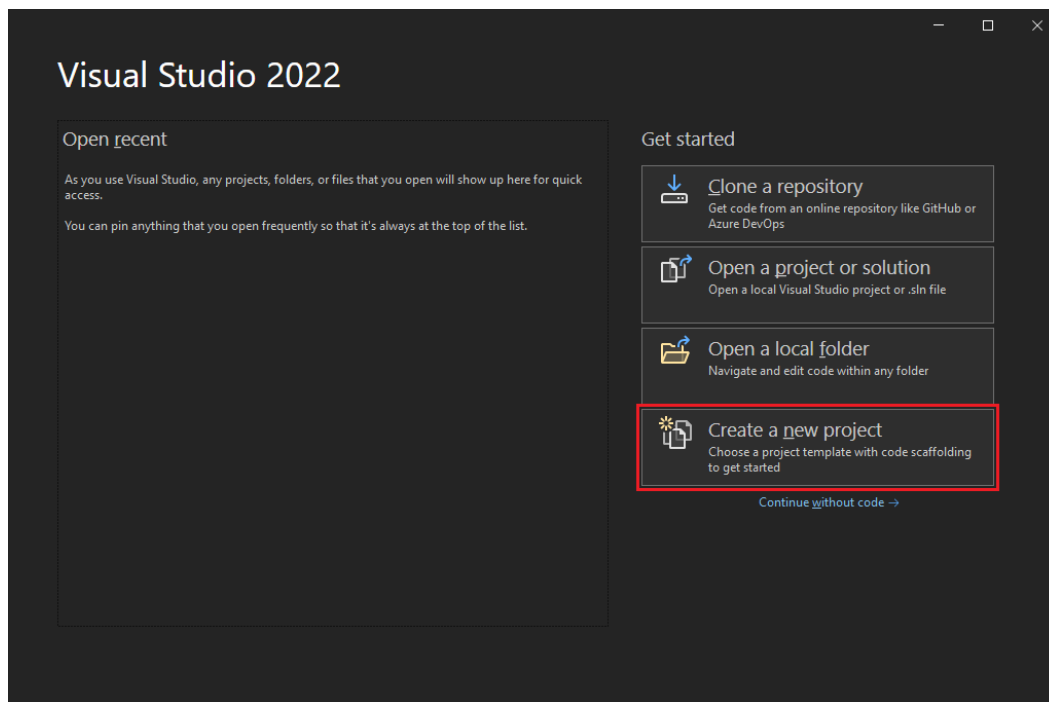 Visual Studio 2022
Open recent
As you use Visual Studio, any projects, folders, or files that you open will show up here for quick
access.
You can pin anything that you open frequently so that it's always at the top of the list.
Get started
Clone a repository
Get code from an online repository like GitHub or
Azure DevOps
Open a project or solution
Open a local Visual Studio project or .sln file
Open a local folder
Navigate and edit code within any folder
Create a new project
Choose a project template with code scaffolding
to get started
Continue without code →